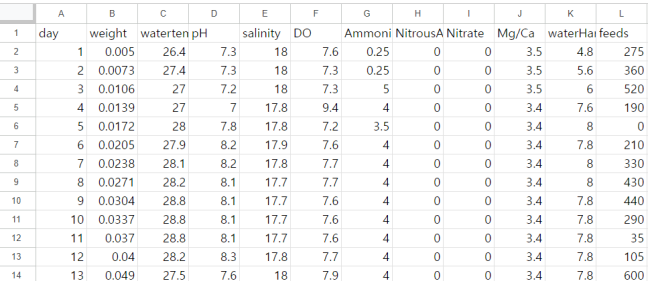 A B C D E F G H I J K L
1 day weight waterten pH salinity DO Ammoni NitrousA Nitrate Mg/Ca waterHar feeds
2 1 0.005 26.4 7.3 18 7.6 0.25 0 0 3.5 4.8 275
3 2 0.0073 27.4 7.3 18 7.3 0.25 0 0 3.5 5.6 360
4 3 0.0106 27 7.2 18 7.3 5 0 0 3.5 6 520
5 4 0.0139 27 7 17.8 9.4 4 0 0 3.4 7.6 190
6 5 0.0172 28 7.8 17.8 7.2 3.5 0 0 3.4 8 0
7 6 0.0205 27.9 8.2 17.9 7.6 4 0 0 3.4 7.8 210
8 7 0.0238 28.1 8.2 17.8 7.7 4 0 0 3.4 8 330
9 8 0.0271 28.2 8.1 17.7 7.7 4 0 0 3.4 8 430
10 9 0.0304 28.8 8.2 17.7 7.6 4 0 0 3.4 7.8 440
11 10 0.0337 28.8 8.1 17.7 7.6 4 0 0 3.4 7.8 290
12 11 0.037 28.8 8.1 17.7 7.6 4 0 0 3.4 7.8 35
13 12 0.04 28.2 8.3 17.8 7.7 4 0 0 3.4 7.8 105
14 13 0.049 27.5 7.6 18 7.9 4 0 0 3.4 7.8 600